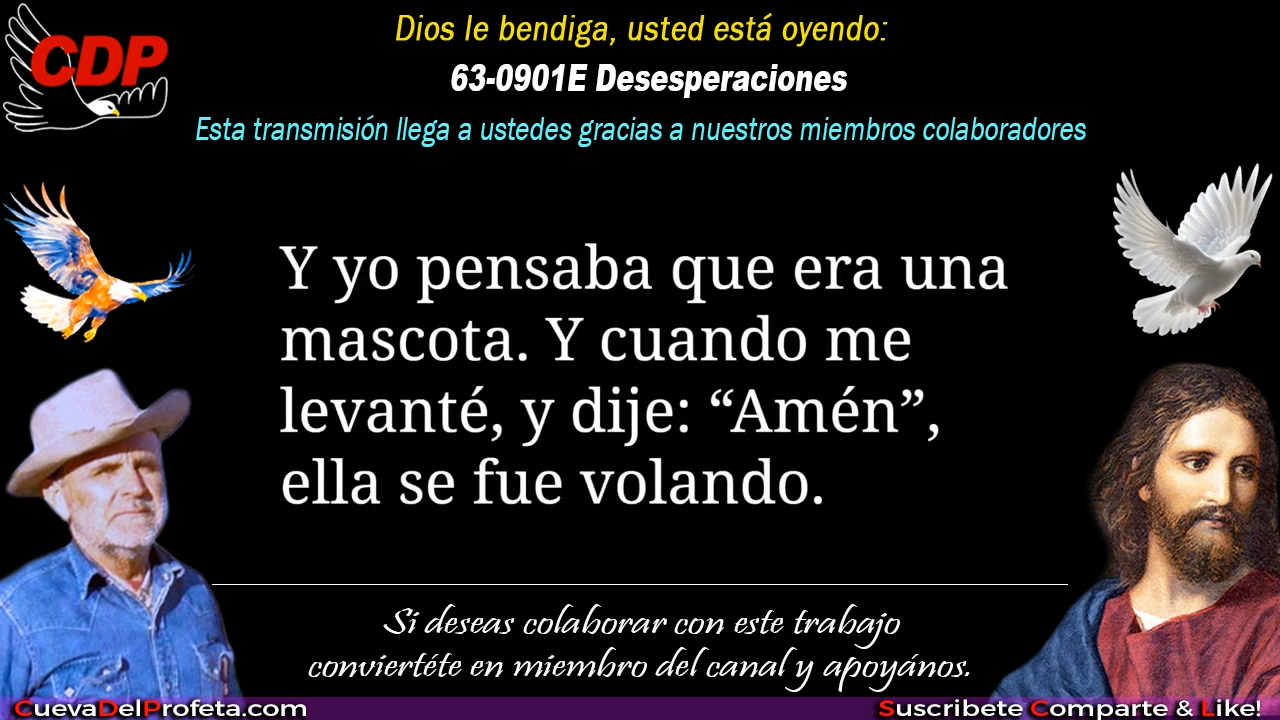 CDP
Dios le bendiga, usted está oyendo:
63-0901E Desesperaciones
Esta transmisión llega a ustedes gracias a nuestros miembros colaboradores
Y yo pensaba que era una
mascota. Y cuando me
levanté, y dije: “Amén”,
ella se fue volando.
Si deseas colaborar con este trabajo
conviertéte en miembro del canal y apoyános.
CuevaDelProfeta.com
Suscribete Comparte & Like!